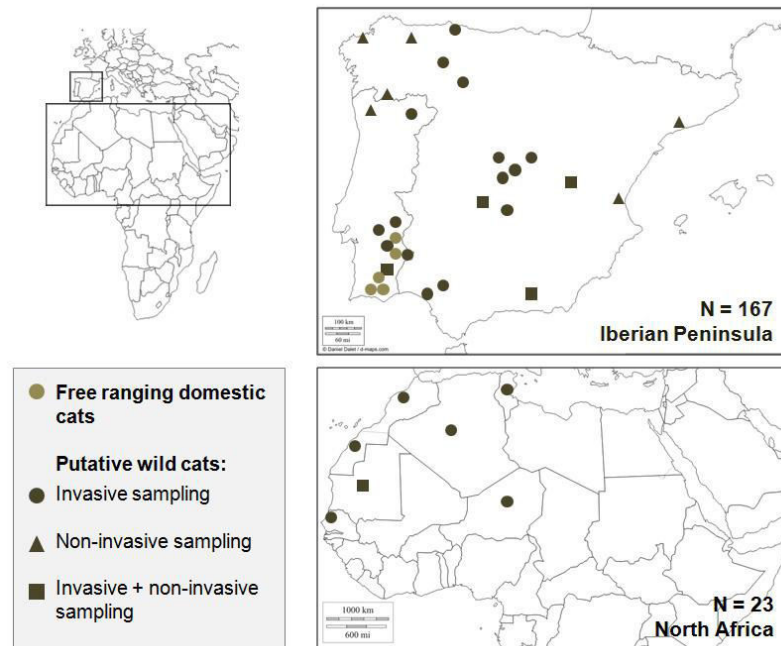 100 km
60 mi
© Daniel Dalet / d-maps.com
N = 167
Iberian Peninsula
Free ranging domestic
cats
Putative wild cats:
Invasive sampling
Non-invasive sampling
Invasive + non-invasive
sampling
1000 km
600 mi
N = 23
North Africa